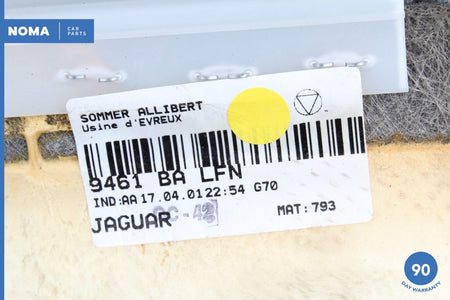 NOMA CAR PARTS
SOMMER ALLIBERT
Usine d'EVREUX
9461 BA LFN
IND:AA 17.04.01 22:54 G70
JAGUAR
MAT: 793
90
DAY WARRANTY